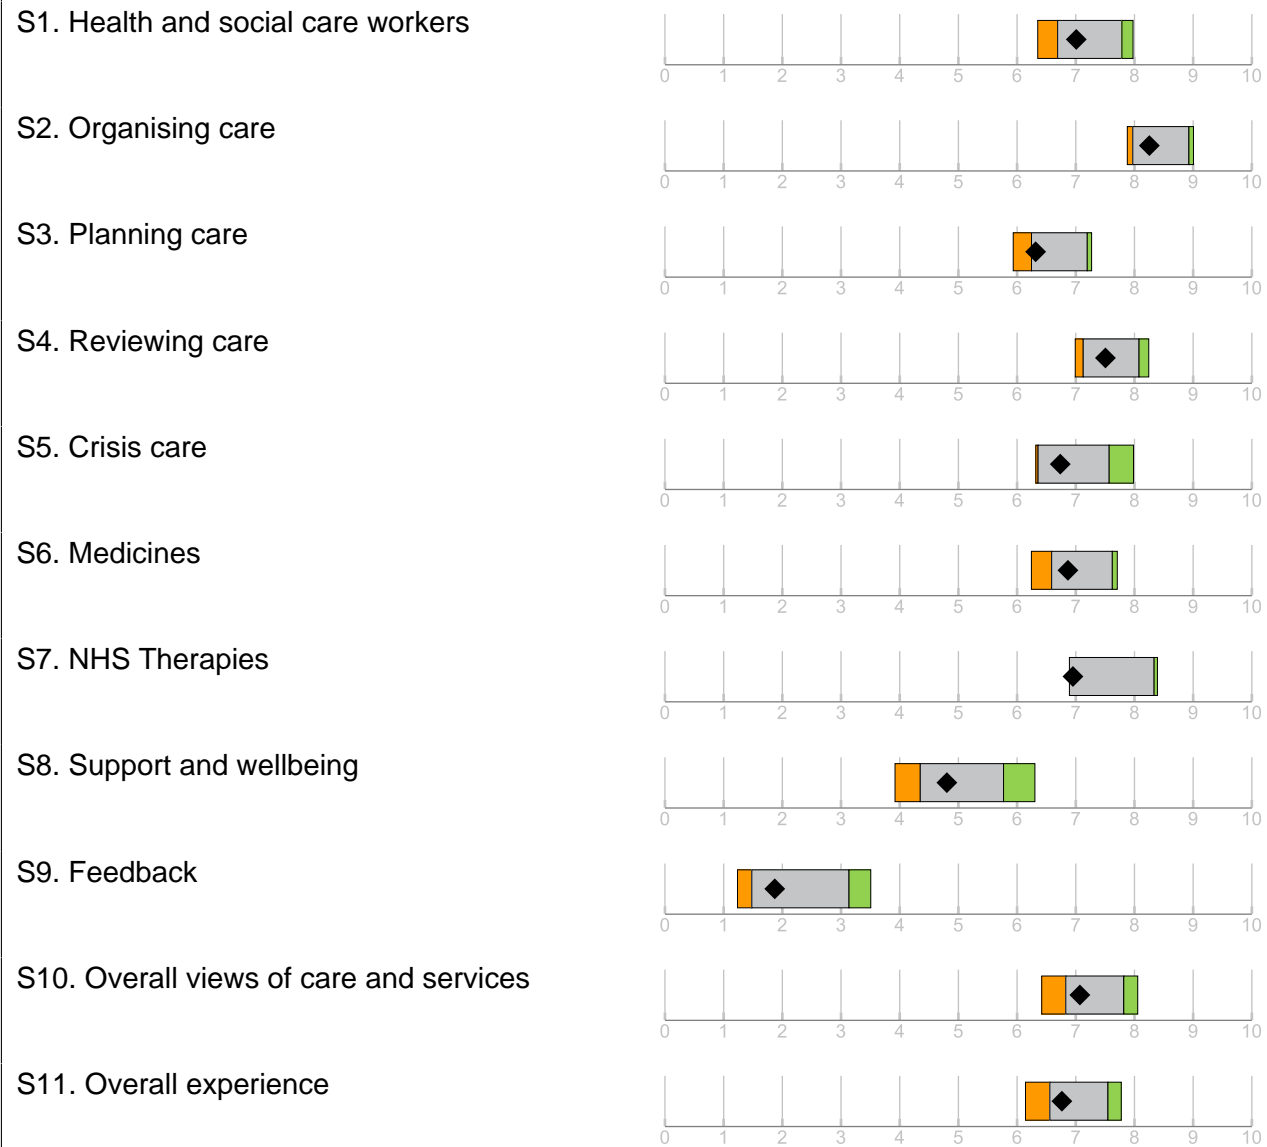 S1. Health and social care workers
0 1 2 3 4 5 6 7 8 9 10
S2. Organising care
0 1 2 3 4 5 6 7 8 9 10
S3. Planning care
0 1 2 3 4 5 6 7 8 9 10
S4. Reviewing care
0 1 2 3 4 5 6 7 8 9 10
S5. Crisis care
0 1 2 3 4 5 6 7 8 9 10
S6. Medicines
0 1 2 3 4 5 6 7 8 9 10
S7. NHS Therapies
0 1 2 3 4 5 6 7 8 9 10
S8. Support and wellbeing
0 1 2 3 4 5 6 7 8 9 10
S9. Feedback
0 1 2 3 4 5 6 7 8 9 10
S10. Overall views of care and services
0 1 2 3 4 5 6 7 8 9 10
S11. Overall experience
0 1 2 3 4 5 6 7 8 9 10